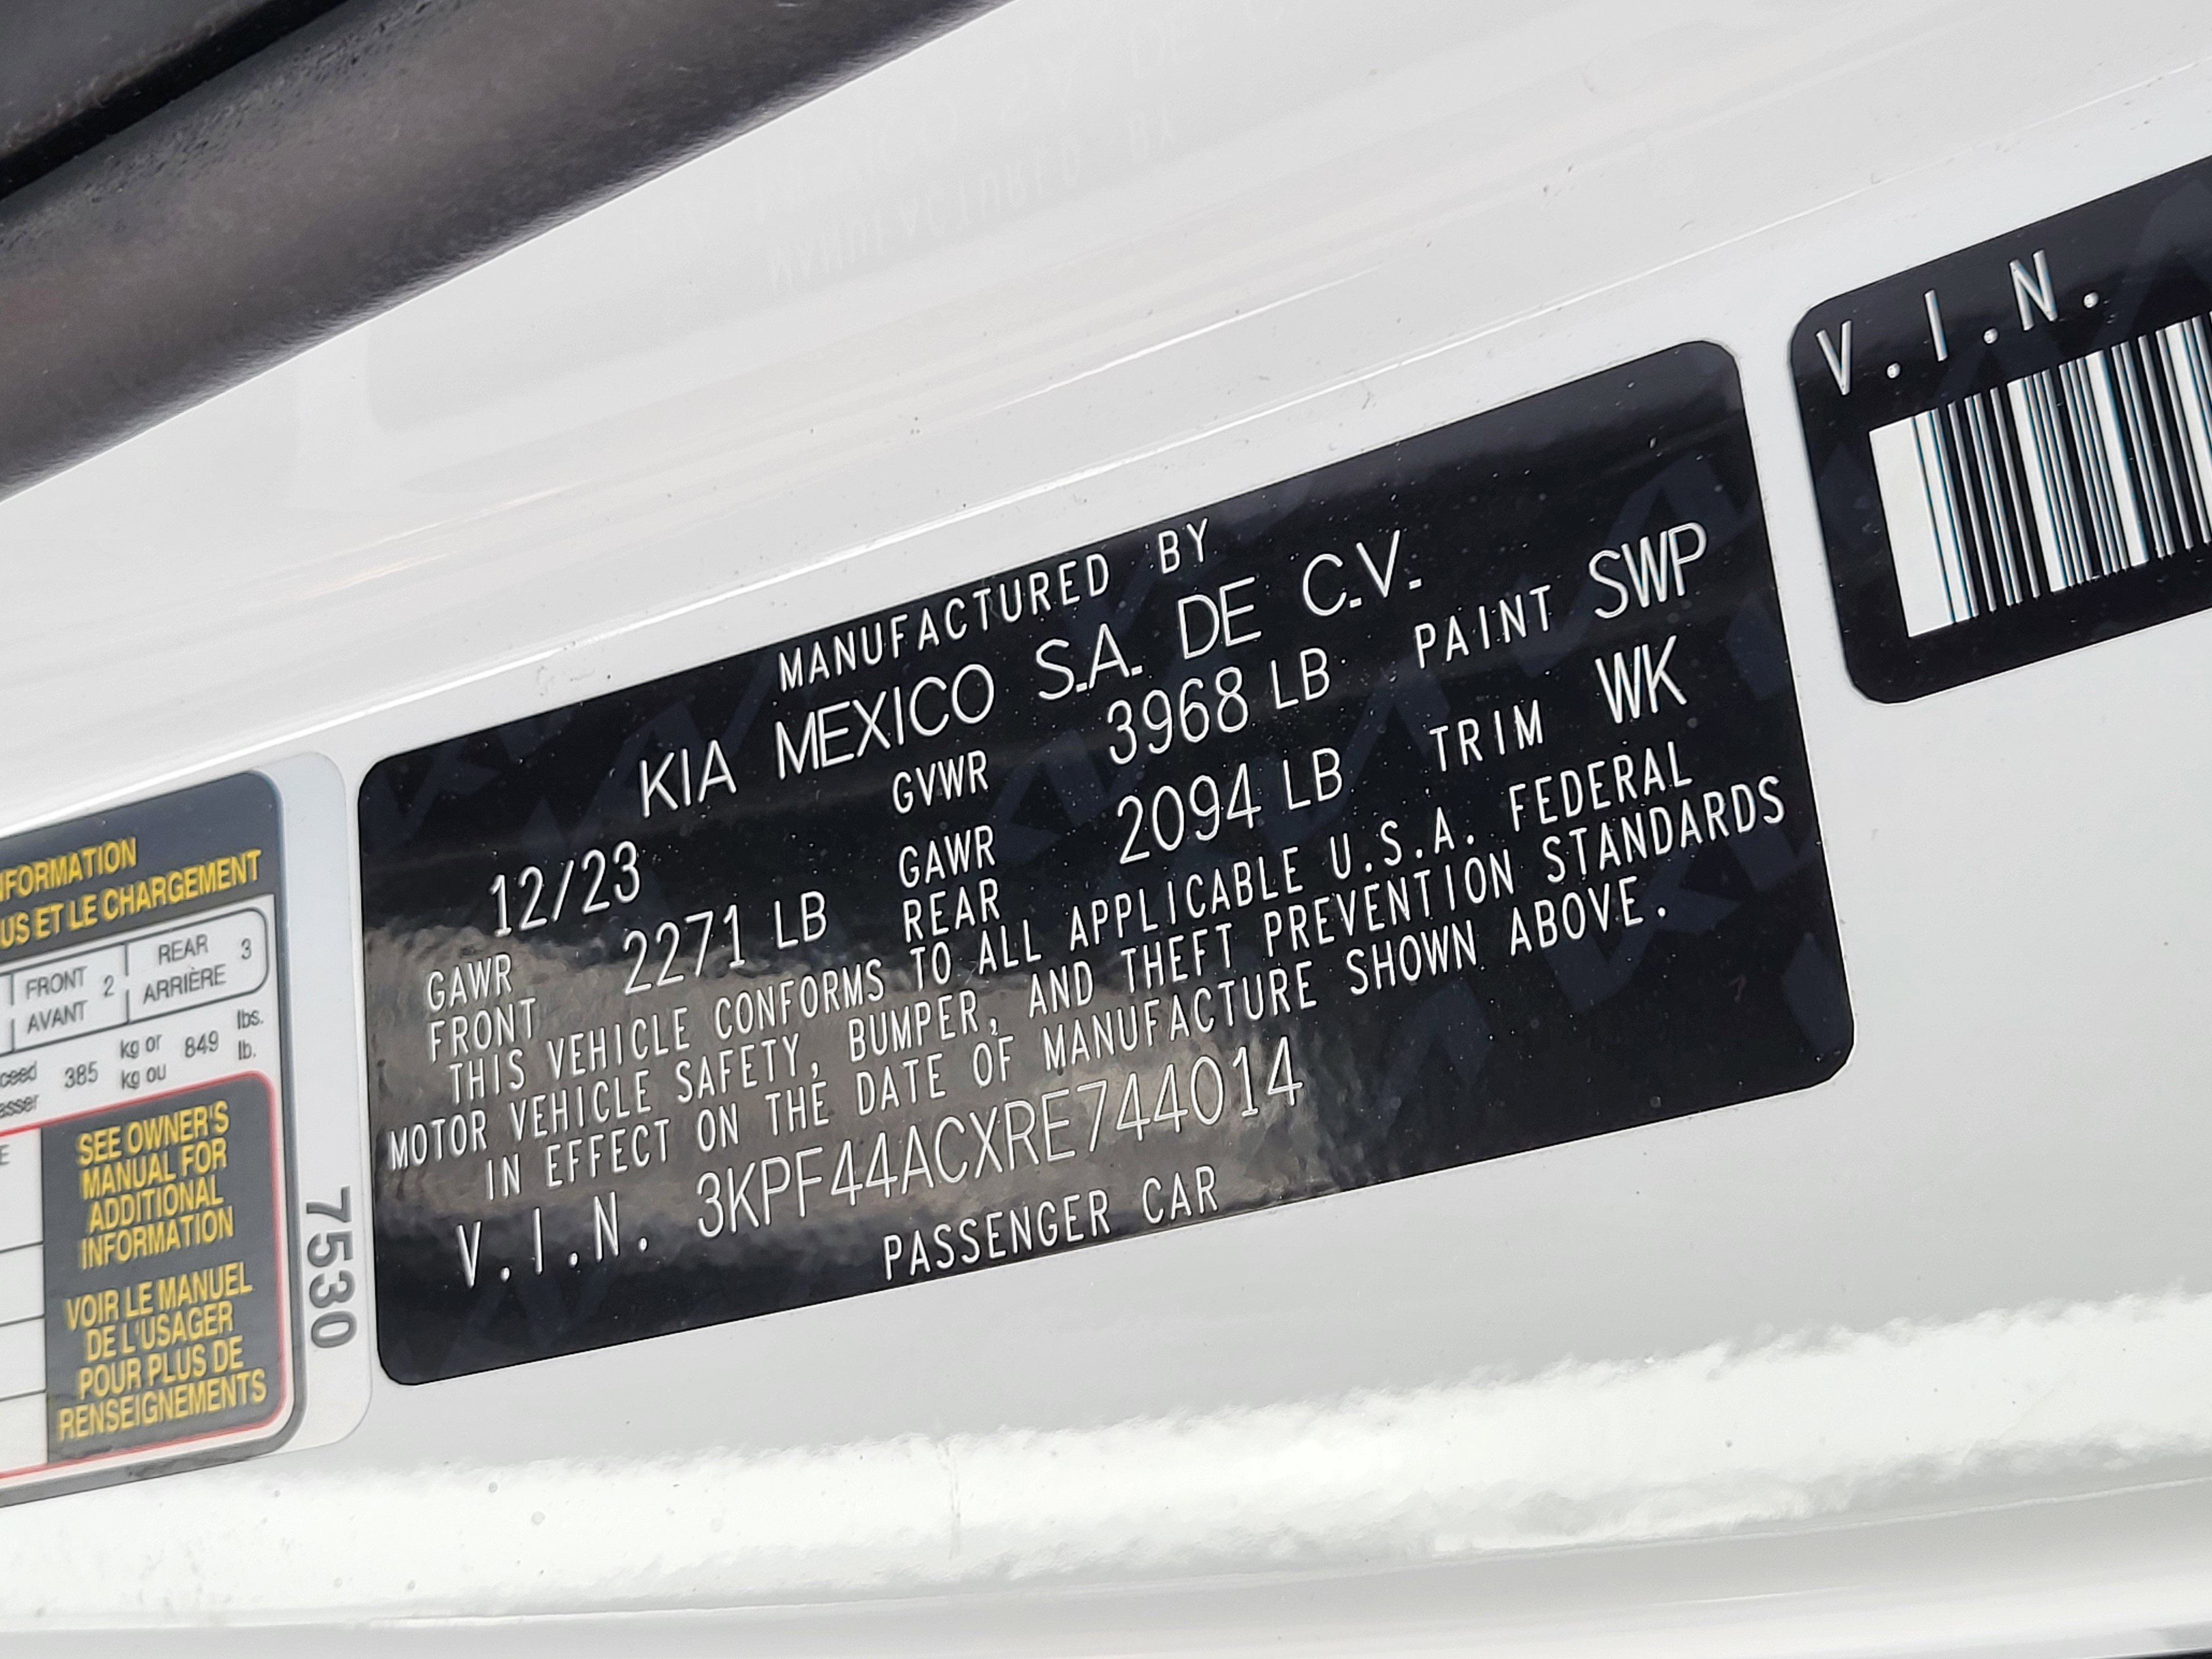 MANUFACTURED BY
KIA MEXICO S.A. DE C.V.
12/23 GVWR 3968 LB PAINT SWP
GAWR FRONT 2271 LB GAWR REAR 2094 LB TRIM WK
THIS VEHICLE CONFORMS TO ALL APPLICABLE U.S.A. FEDERAL
MOTOR VEHICLE SAFETY, BUMPER, AND THEFT PREVENTION STANDARDS
IN EFFECT ON THE DATE OF MANUFACTURE SHOWN ABOVE.
V.I.N. 3KPF44ACXRE744014
PASSENGER CAR
V.I.N.
US ET LE CHARGEMENT
FRONT 2 REAR 3
AVANT ARRIÈRE
385 kg or 849 lbs.
kg ou lb.
SEE OWNER'S
MANUAL FOR
ADDITIONAL
INFORMATION
VOIR LE MANUEL
DE L'USAGER
POUR PLUS DE
RENSEIGNEMENTS
7530